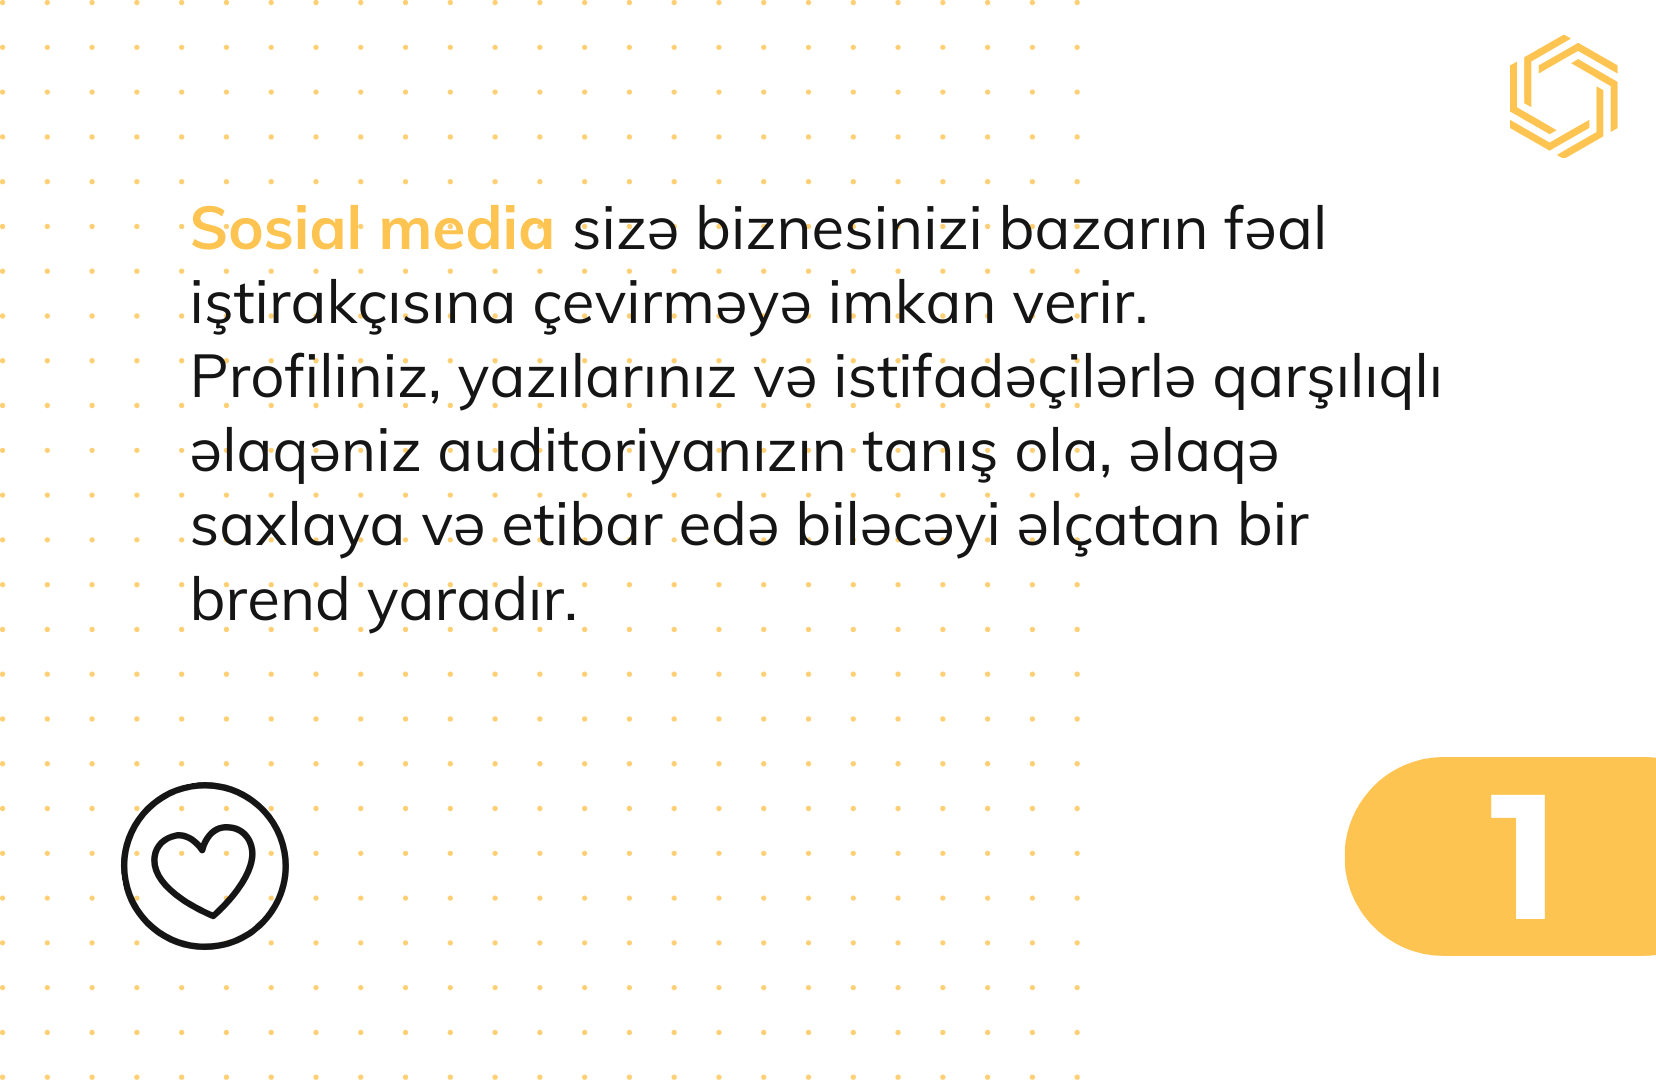 Sosial media sizə biznesinizi bazarın fəal
iştirakçısına çevirməyə imkan verir.
Profiliniz, yazılarınız və istifadəçilərlə qarşılıqlı
əlaqəniz auditoriyanızın tanış ola, əlaqə
saxlaya və etibar edə biləcəyi əlçatan bir
brend yaradır.
1